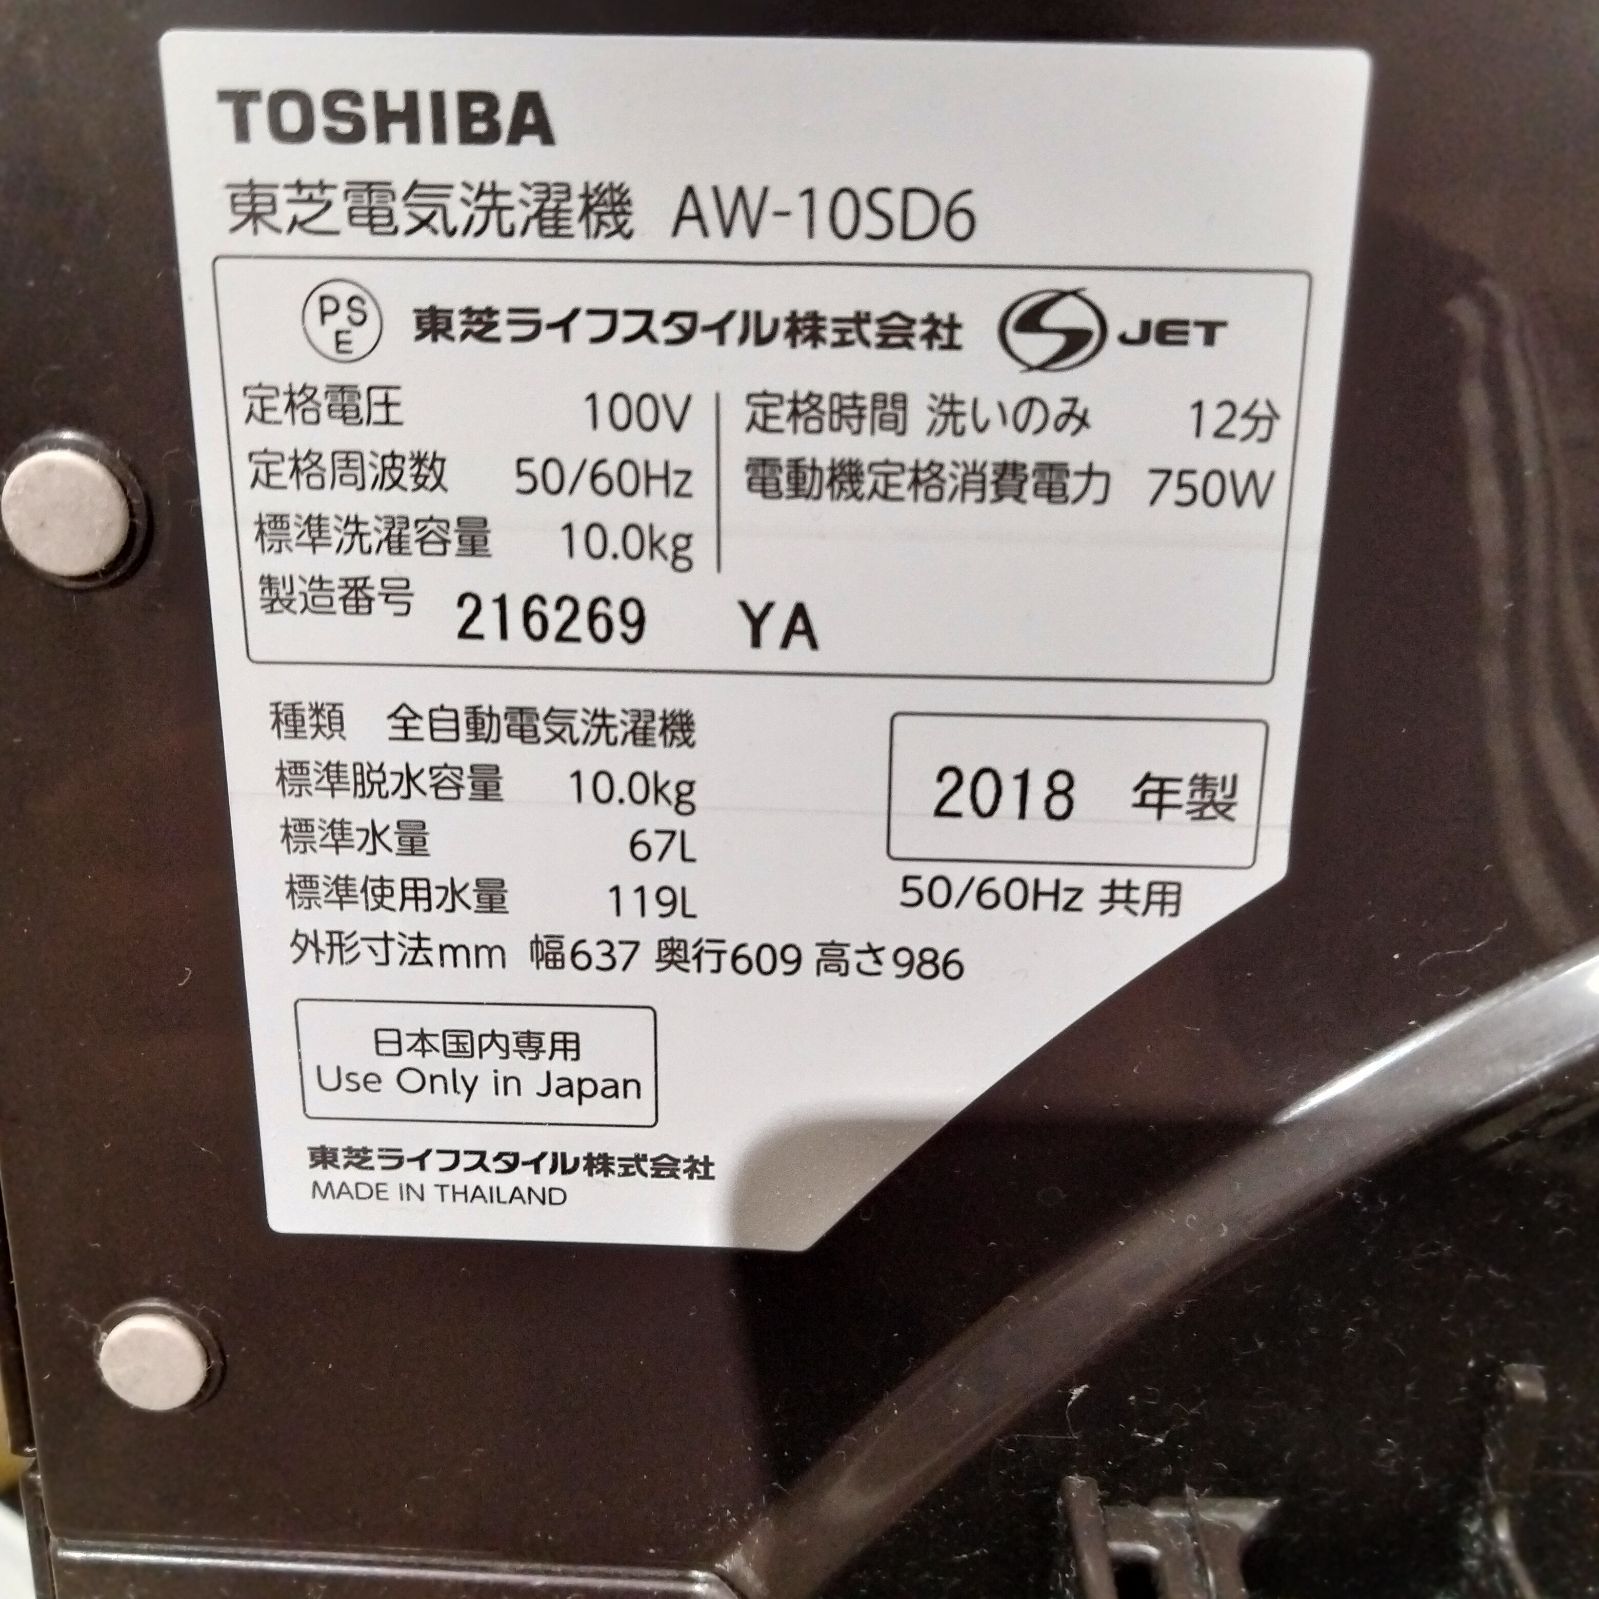 TOSHIBA
東芝電気洗濯機 AW-10SD6
PSE 東芝ライフスタイル株式会社 S JET
定格電圧 100V 定格時間 洗いのみ 12分
定格周波数 50/60Hz 電動機定格消費電力 750W
標準洗濯容量 10.0kg
製造番号 216269 YA
種類 全自動電気洗濯機
標準脱水容量 10.0kg
標準水量 67L
標準使用水量 119L
2018 年製
50/60Hz 共用
外形寸法mm 幅637 奥行609 高さ986
日本国内専用
Use Only in Japan
東芝ライフスタイル株式会社
MADE IN THAILAND